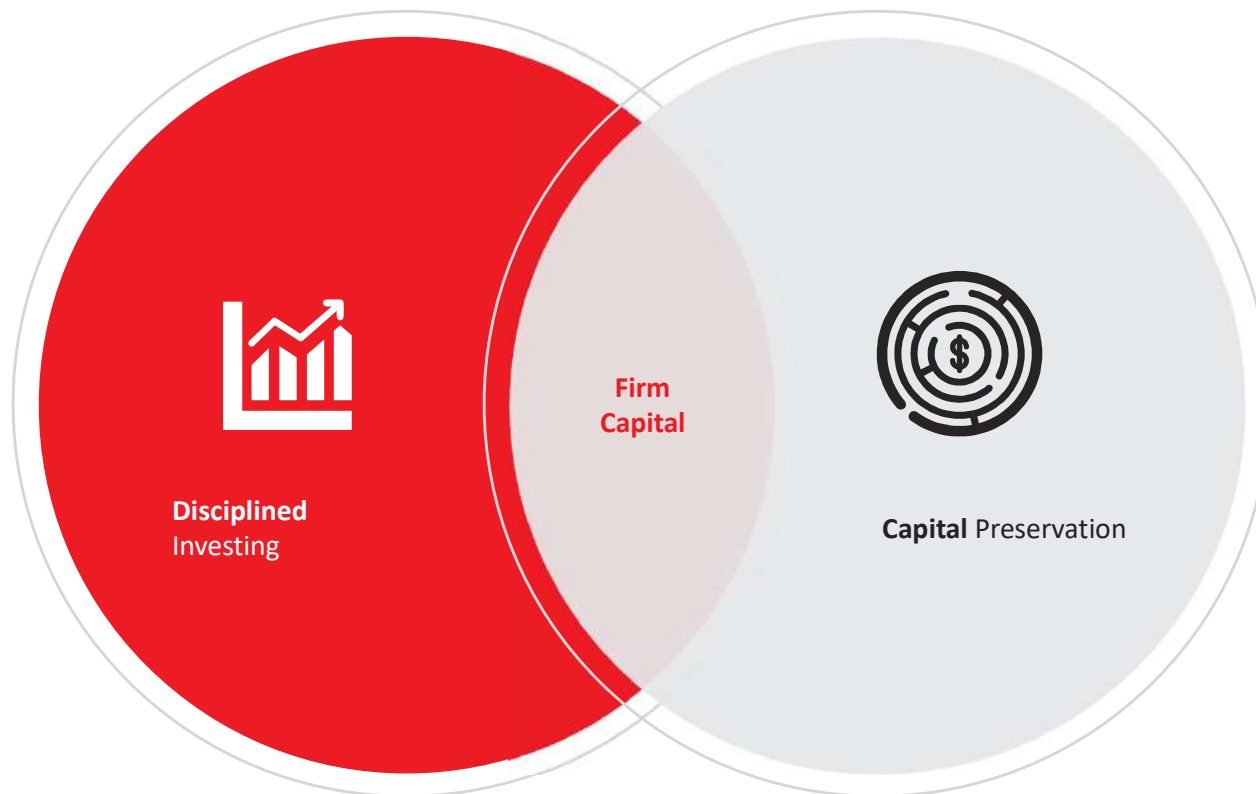 Disciplined
Investing
Firm
Capital
$
Capital Preservation